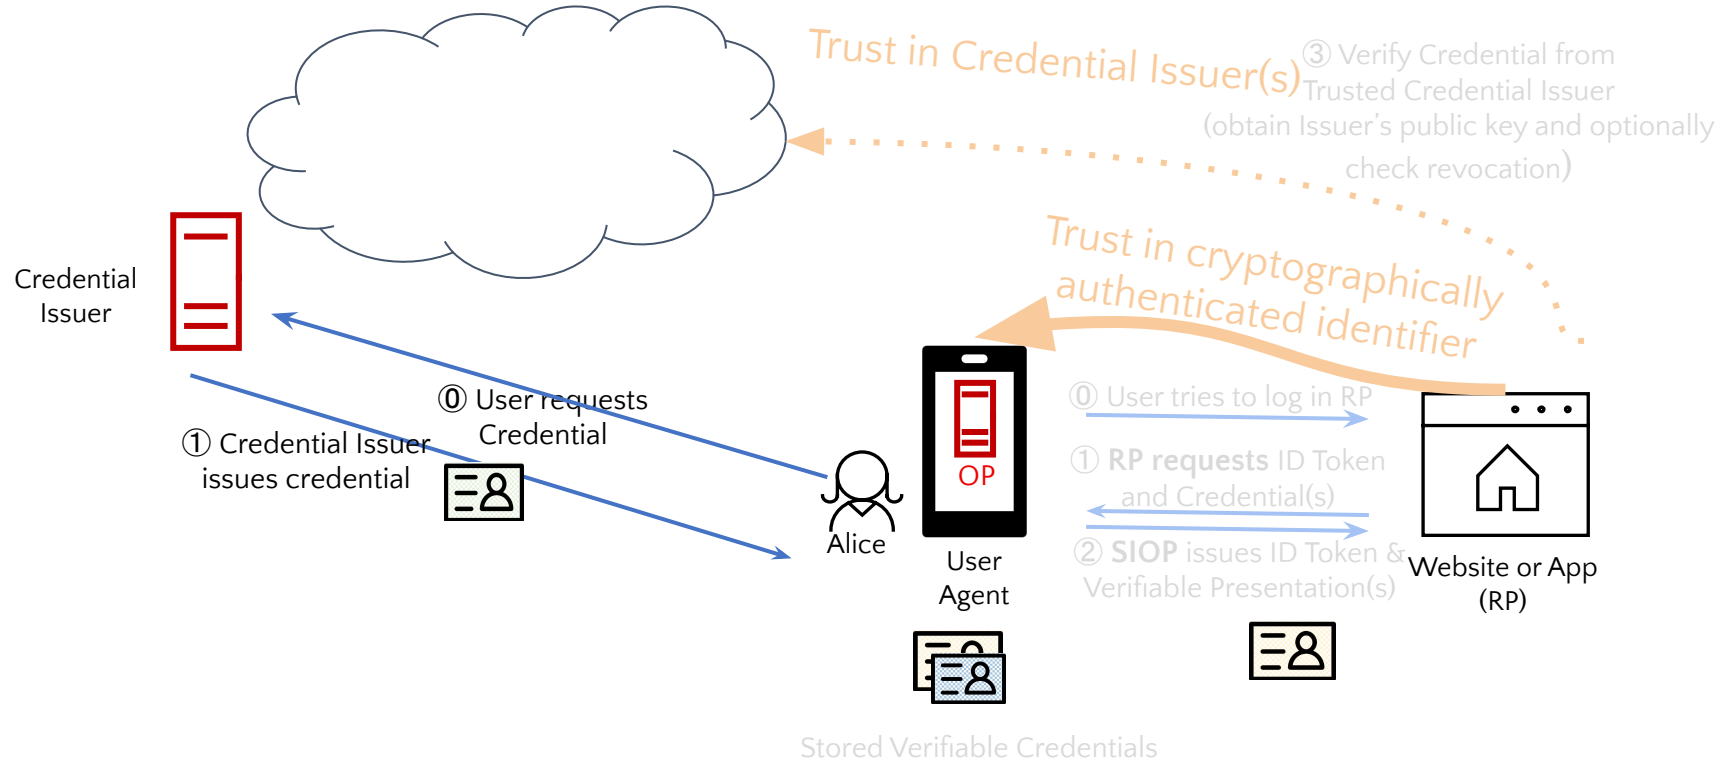 Trust in Credential Issuer(s)
③ Verify Credential from
Trusted Credential Issuer
(obtain Issuer’s public key and optionally
check revocation)
Trust in cryptographically
authenticated identifier
Credential
Issuer
⓪ User requests
Credential
① Credential Issuer
issues credential
Alice
OP
User
Agent
⓪ User tries to log in RP
① RP requests ID Token
and Credential(s)
② SIOP issues ID Token &
Verifiable Presentation(s)
Website or App
(RP)
Stored Verifiable Credentials